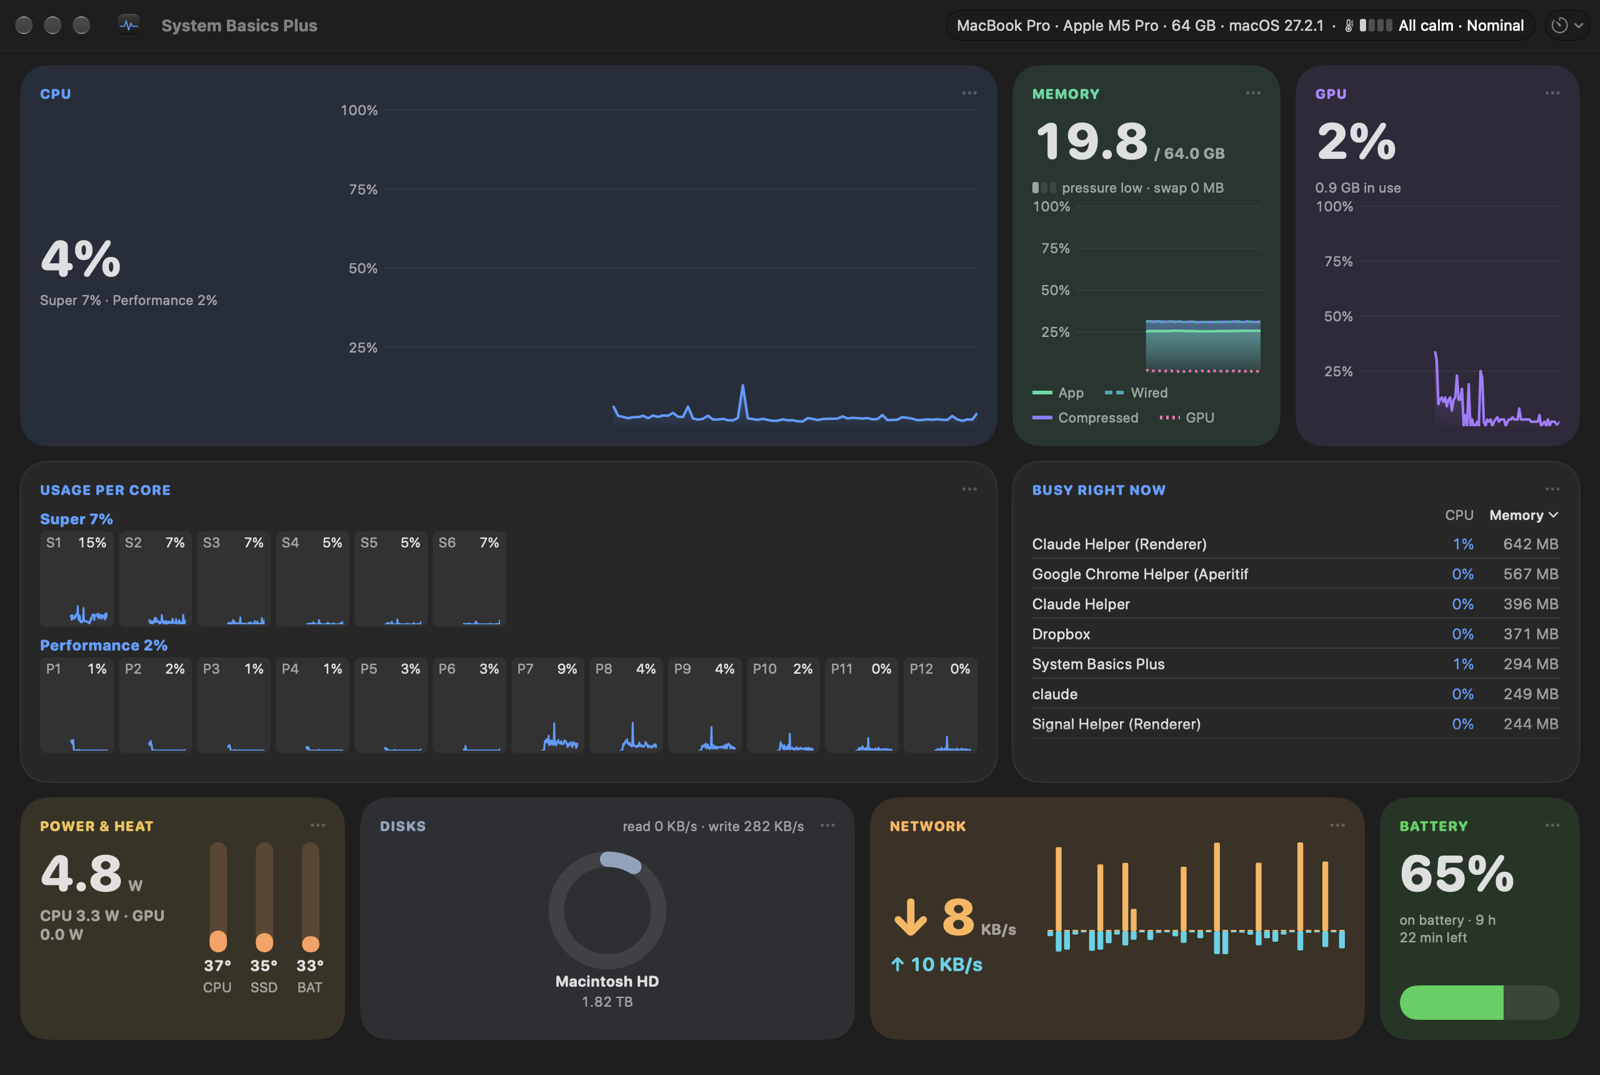 System Basics Plus
MacBook Pro · Apple M5 Pro · 64 GB · macOS 27.2.1 · All calm · Nominal
CPU
100%
75%
50%
25%
4%
Super 7% · Performance 2%
MEMORY
19.8 / 64.0 GB
pressure low · swap 0 MB
100%
75%
50%
25%
App Wired
Compressed GPU
GPU
2%
0.9 GB in use
100%
75%
50%
25%
USAGE PER CORE
Super 7%
S1 15% S2 7% S3 7% S4 5% S5 5% S6 7%
Performance 2%
P1 1% P2 2% P3 1% P4 1% P5 3% P6 3% P7 9% P8 4% P9 4% P10 2% P11 0% P12 0%
BUSY RIGHT NOW
CPU Memory
Claude Helper (Renderer) 1% 642 MB
Google Chrome Helper (Aperitif 0% 567 MB
Claude Helper 0% 396 MB
Dropbox 0% 371 MB
System Basics Plus 1% 294 MB
claude 0% 249 MB
Signal Helper (Renderer) 0% 244 MB
POWER & HEAT
4.8 W
CPU 3.3 W · GPU
0.0 W
37° 35° 33°
CPU SSD BAT
DISKS
read 0 KB/s · write 282 KB/s
Macintosh HD
1.82 TB
NETWORK
↓ 8 KB/s
↑ 10 KB/s
BATTERY
65%
on battery · 9 h
22 min left